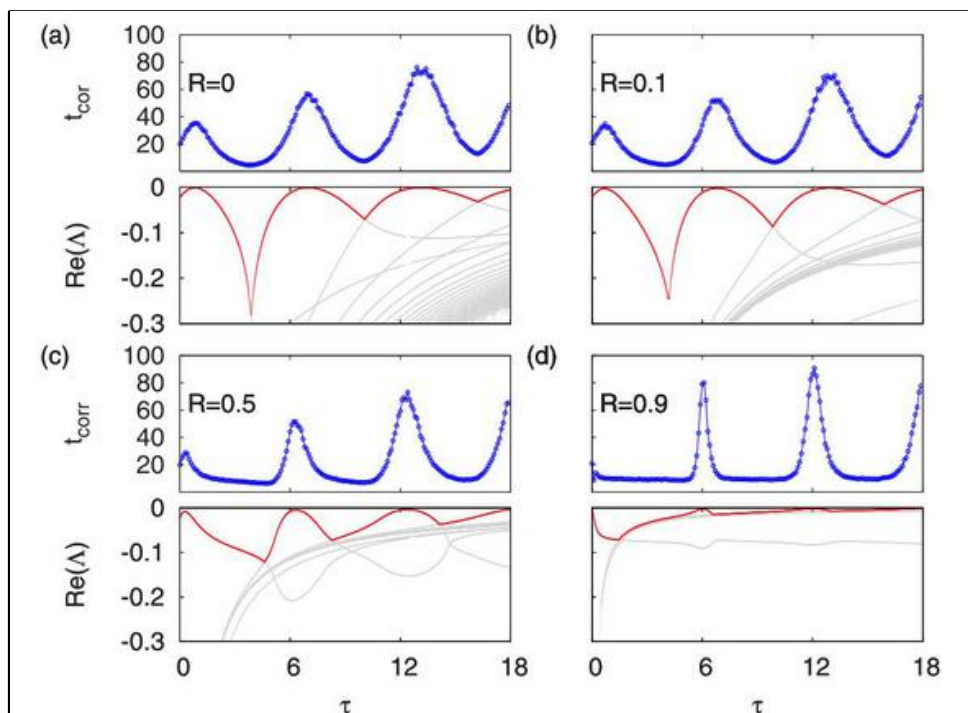 (a)
100
80
60
40
20
t_cor
R=0
0
-0.1
-0.2
-0.3
Re(Λ)
(b)
R=0.1
(c)
100
80
60
40
20
t_corr
R=0.5
0
-0.1
-0.2
-0.3
Re(Λ)
0 6 12 18
τ
(d)
R=0.9
0 6 12 18
τ